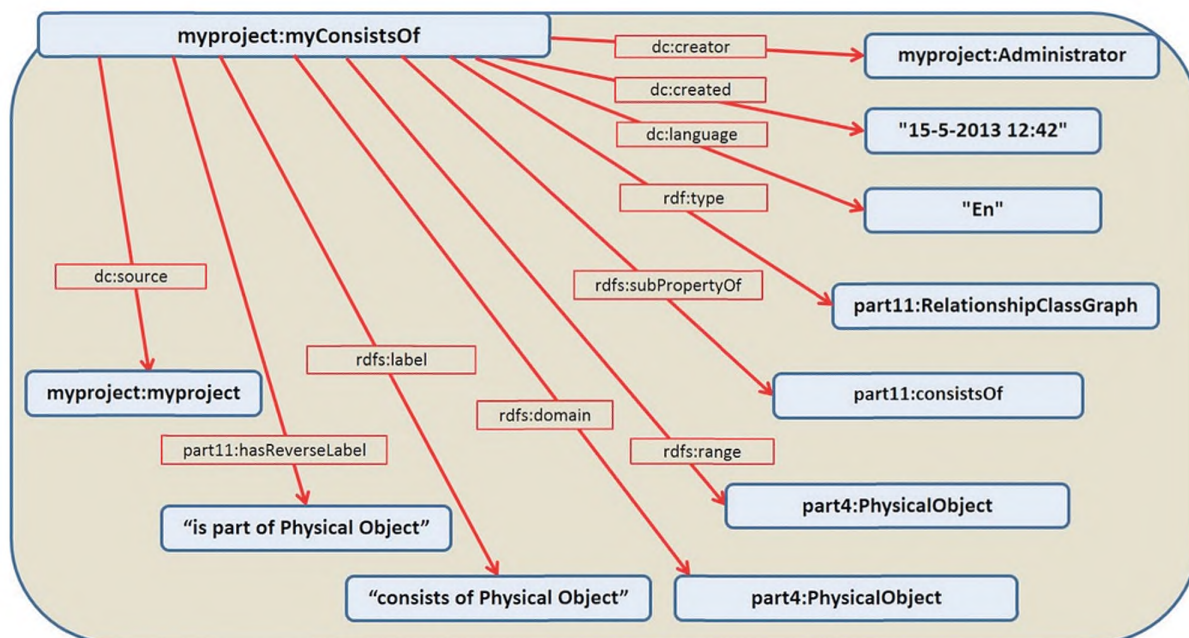 myproject:myConsistsOf
dc:creator
myproject:Administrator
dc:created
"15-5-2013 12:42"
dc:language
"En"
rdf:type
part11:RelationshipClassGraph
rdfs:subPropertyOf
part11:consistsOf
dc:source
myproject:myproject
rdfs:label
rdfs:domain
rdfs:range
part4:PhysicalObject
part11:hasReverseLabel
“is part of Physical Object”
“consists of Physical Object”
part4:PhysicalObject